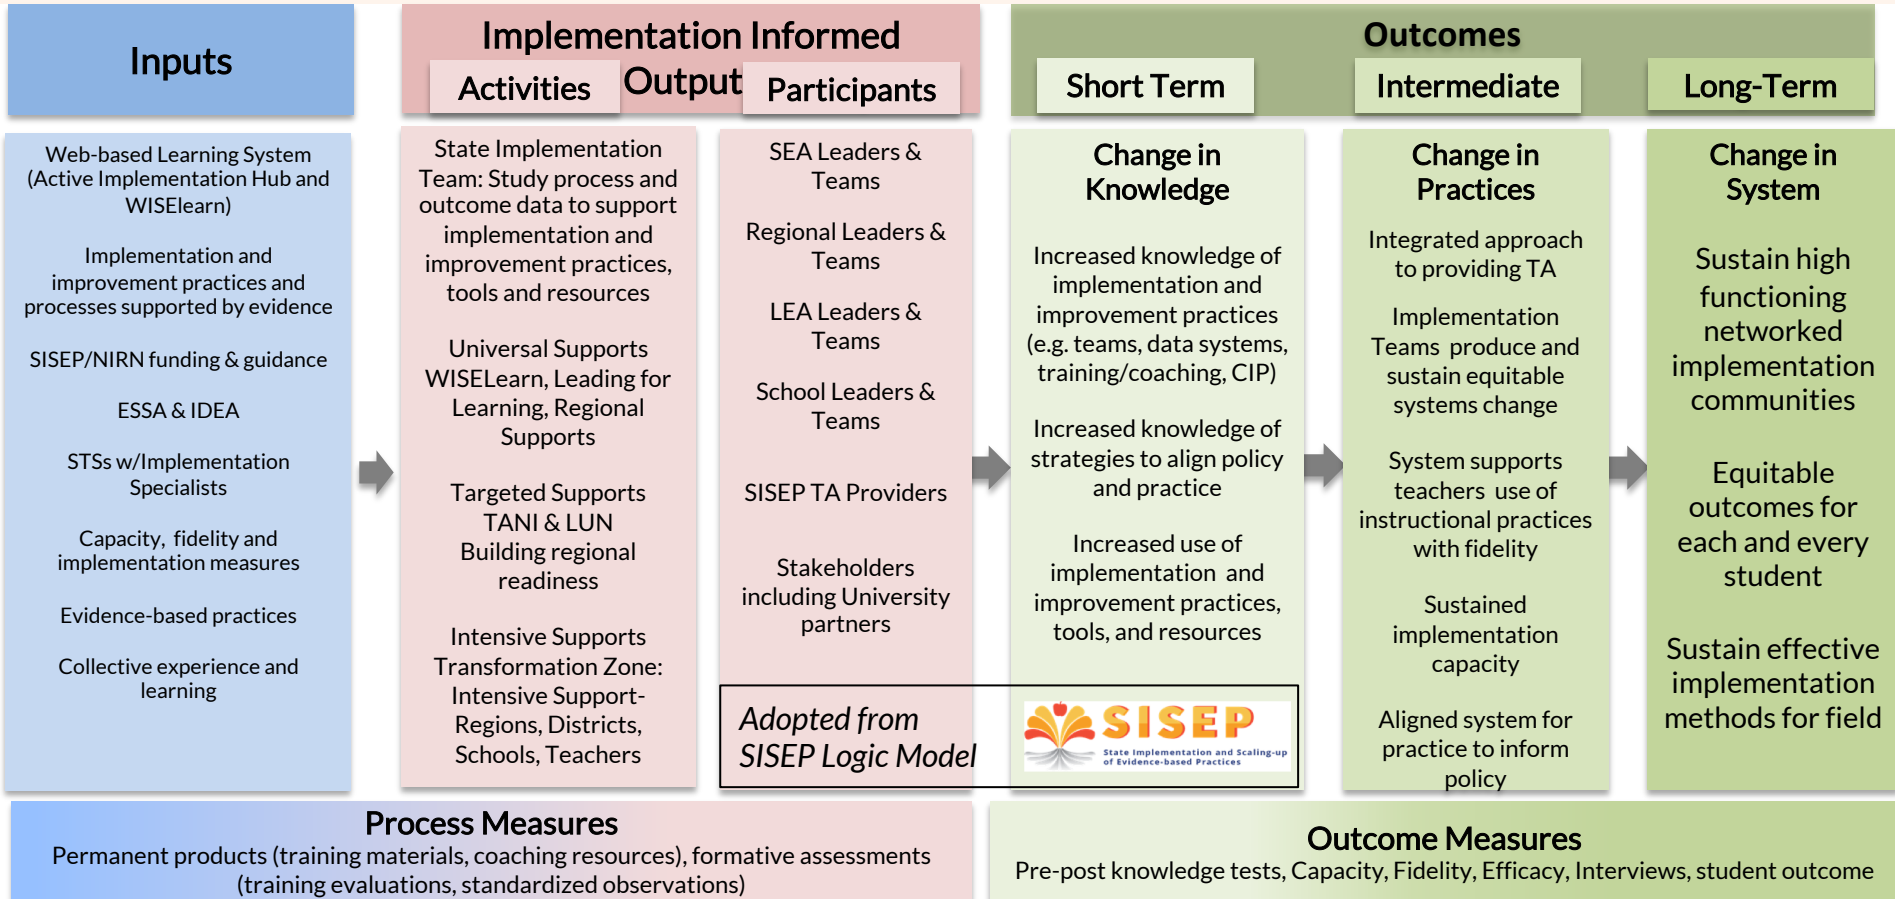 Inputs
Web-based Learning System
(Active Implementation Hub and
WISElearn)
Implementation and
improvement practices and
processes supported by evidence
SISEP/NIRN funding & guidance
ESSA & IDEA
STSs w/Implementation
Specialists
Capacity, fidelity and
implementation measures
Evidence-based practices
Collective experience and
learning
Implementation Informed
Output
Activities
State Implementation
Team: Study process and
outcome data to support
implementation and
improvement practices,
tools and resources
Universal Supports
WISELearn, Leading for
Learning, Regional
Supports
Targeted Supports
TANI & LUN
Building regional
readiness
Intensive Supports
Transformation Zone:
Intensive Support-
Regions, Districts,
Schools, Teachers
Participants
SEA Leaders &
Teams
Regional Leaders &
Teams
LEA Leaders &
Teams
School Leaders &
Teams
SISEP TA Providers
Stakeholders
including University
partners
Outcomes
Short Term
Change in
Knowledge
Increased knowledge of
implementation and
improvement practices
(e.g. teams, data systems,
training/coaching, CIP)
Increased knowledge of
strategies to align policy
and practice
Increased use of
implementation and
improvement practices,
tools, and resources
Adopted from
SISEP Logic Model
SISEP
State Implementation and Scaling-up
of Evidence-based Practices
Intermediate
Change in
Practices
Integrated approach
to providing TA
Implementation
Teams produce and
sustain equitable
systems change
System supports
teachers use of
instructional practices
with fidelity
Sustained
implementation
capacity
Aligned system for
practice to inform
policy
Long-Term
Change in
System
Sustain high
functioning
networked
implementation
communities
Equitable
outcomes for
each and every
student
Sustain effective
implementation
methods for field
Process Measures
Permanent products (training materials, coaching resources), formative assessments
(training evaluations, standardized observations)
Outcome Measures
Pre-post knowledge tests, Capacity, Fidelity, Efficacy, Interviews, student outcome